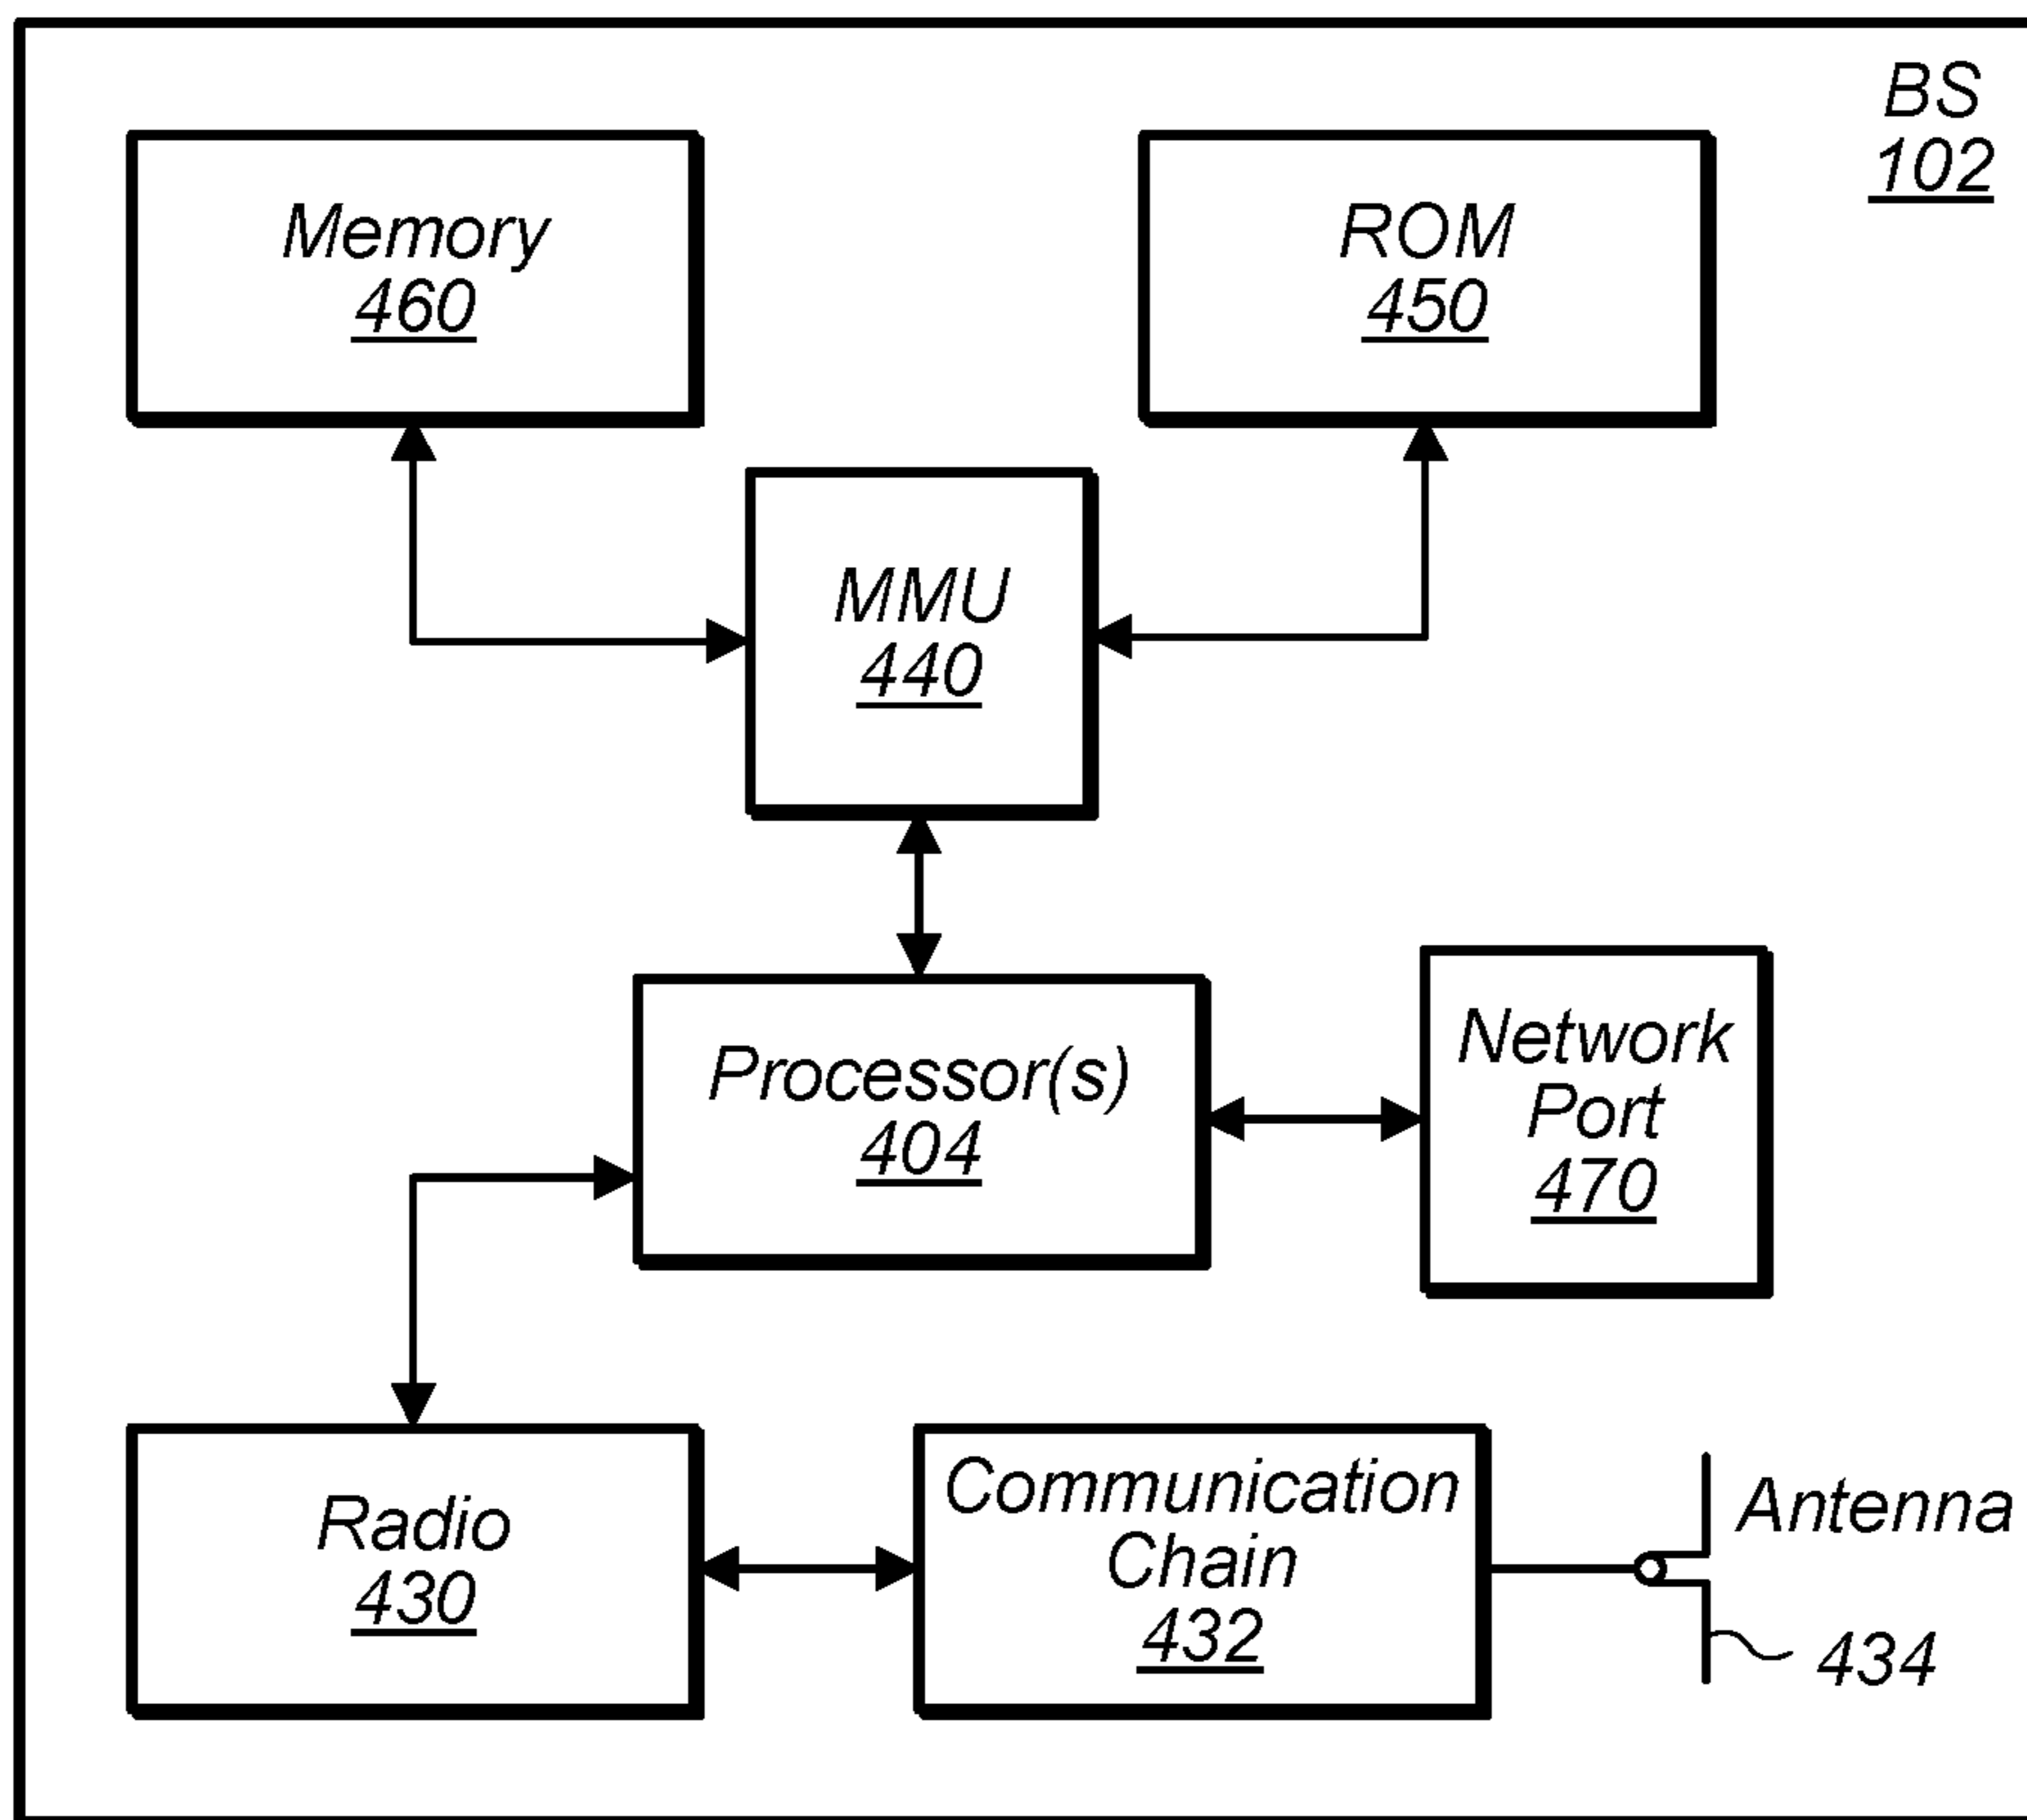 BS
102
Memory
460
ROM
450
MMU
440
Processor(s)
404
Network
Port
470
Radio
430
Communication
Chain
432
Antenna
434